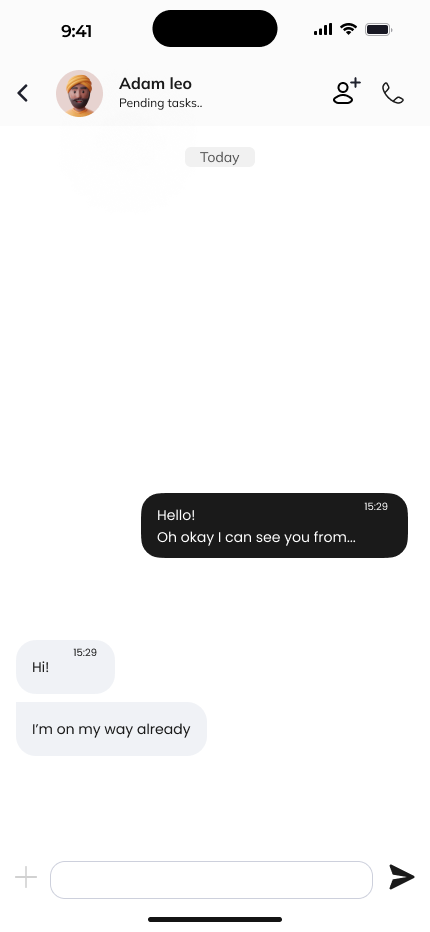 9:41
Adam leo
Pending tasks..
Today
15:29
Hello!
Oh okay I can see you from...
15:29
Hi!
I'm on my way already